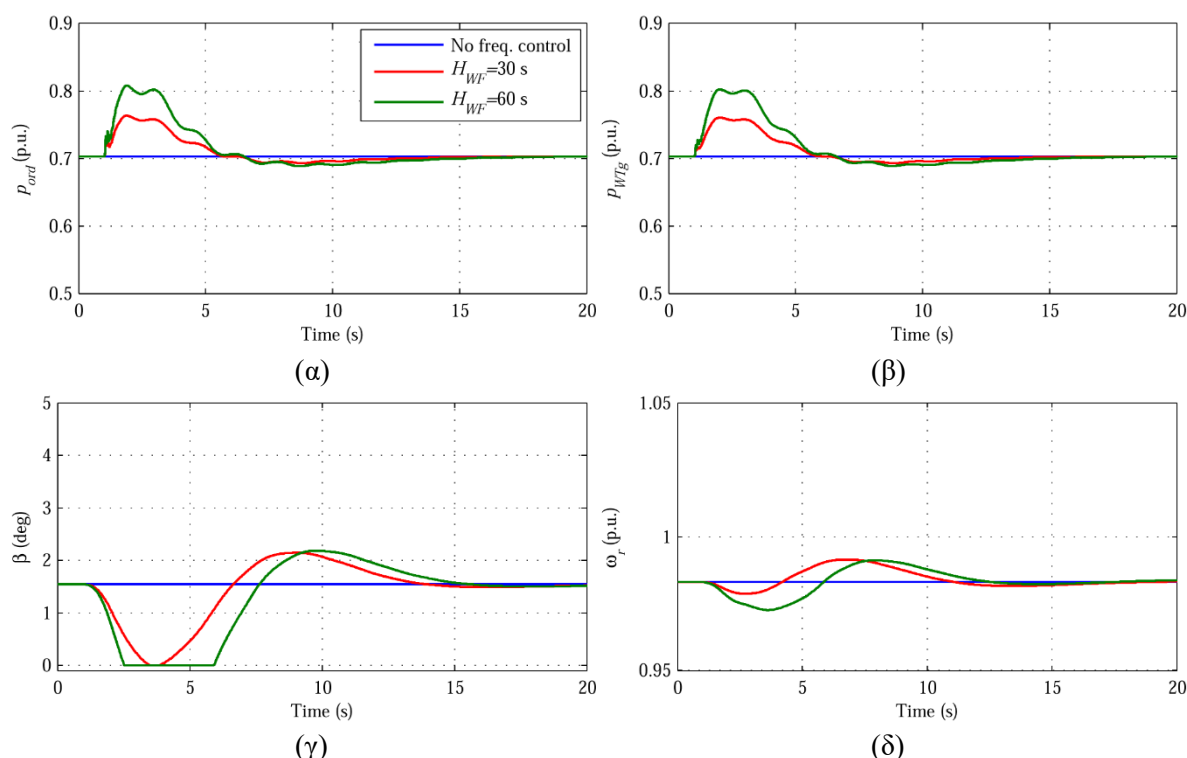 0.9
0.8
0.7
0.6
0.5
p_ord (p.u.)
No freq. control
H_WF=30 s
H_WF=60 s
0 5 10 15 20
Time (s)
(α)
0.9
0.8
0.7
0.6
0.5
p_WTg (p.u.)
0 5 10 15 20
Time (s)
(β)
5
4
3
2
1
0
β (deg)
0 5 10 15 20
Time (s)
(γ)
1.05
1
0.95
ω_r (p.u.)
0 5 10 15 20
Time (s)
(δ)